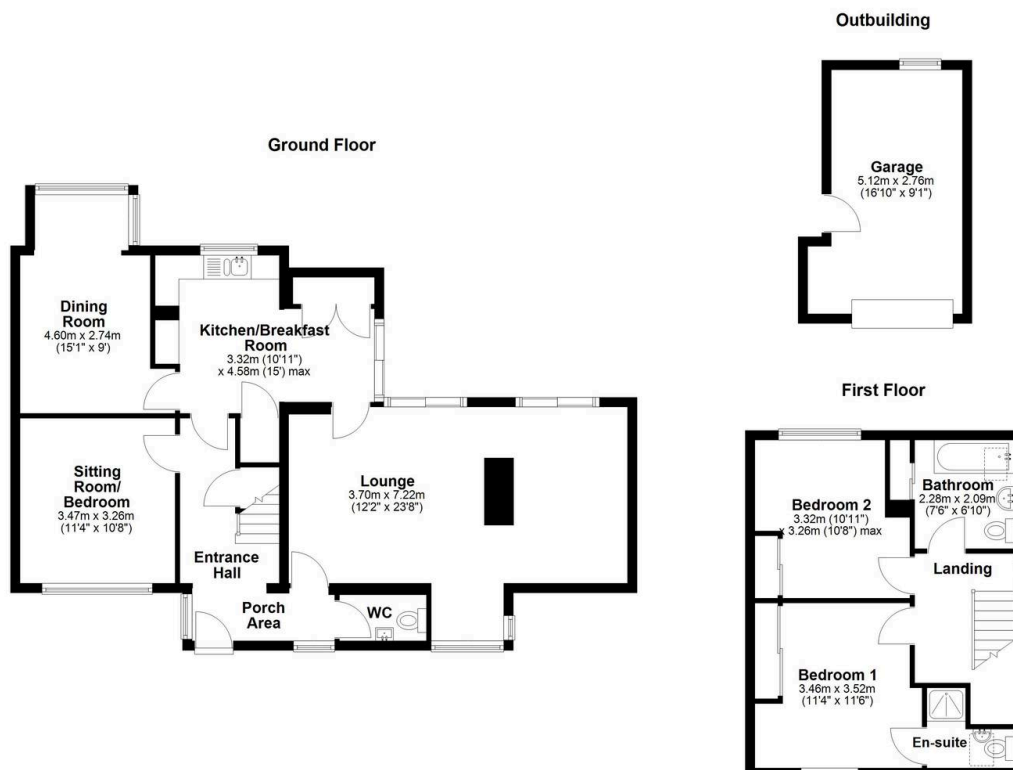 Outbuilding
Garage
5.12m x 2.76m
(16'10" x 9'1")
Ground Floor
Dining
Room
4.60m x 2.74m
(15'1" x 9')
Kitchen/Breakfast
Room
3.32m (10'11")
x 4.58m (15') max
Sitting
Room/
Bedroom
3.47m x 3.26m
(11'4" x 10'8")
Lounge
3.70m x 7.22m
(12'2" x 23'8")
Entrance
Hall
Porch
Area
WC
First Floor
Bedroom 2
3.32m (10'11")
x 3.26m (10'8") max
Bathroom
2.28m x 2.09m
(7'6" x 6'10")
Landing
Bedroom 1
3.46m x 3.52m
(11'4" x 11'6")
En-suite